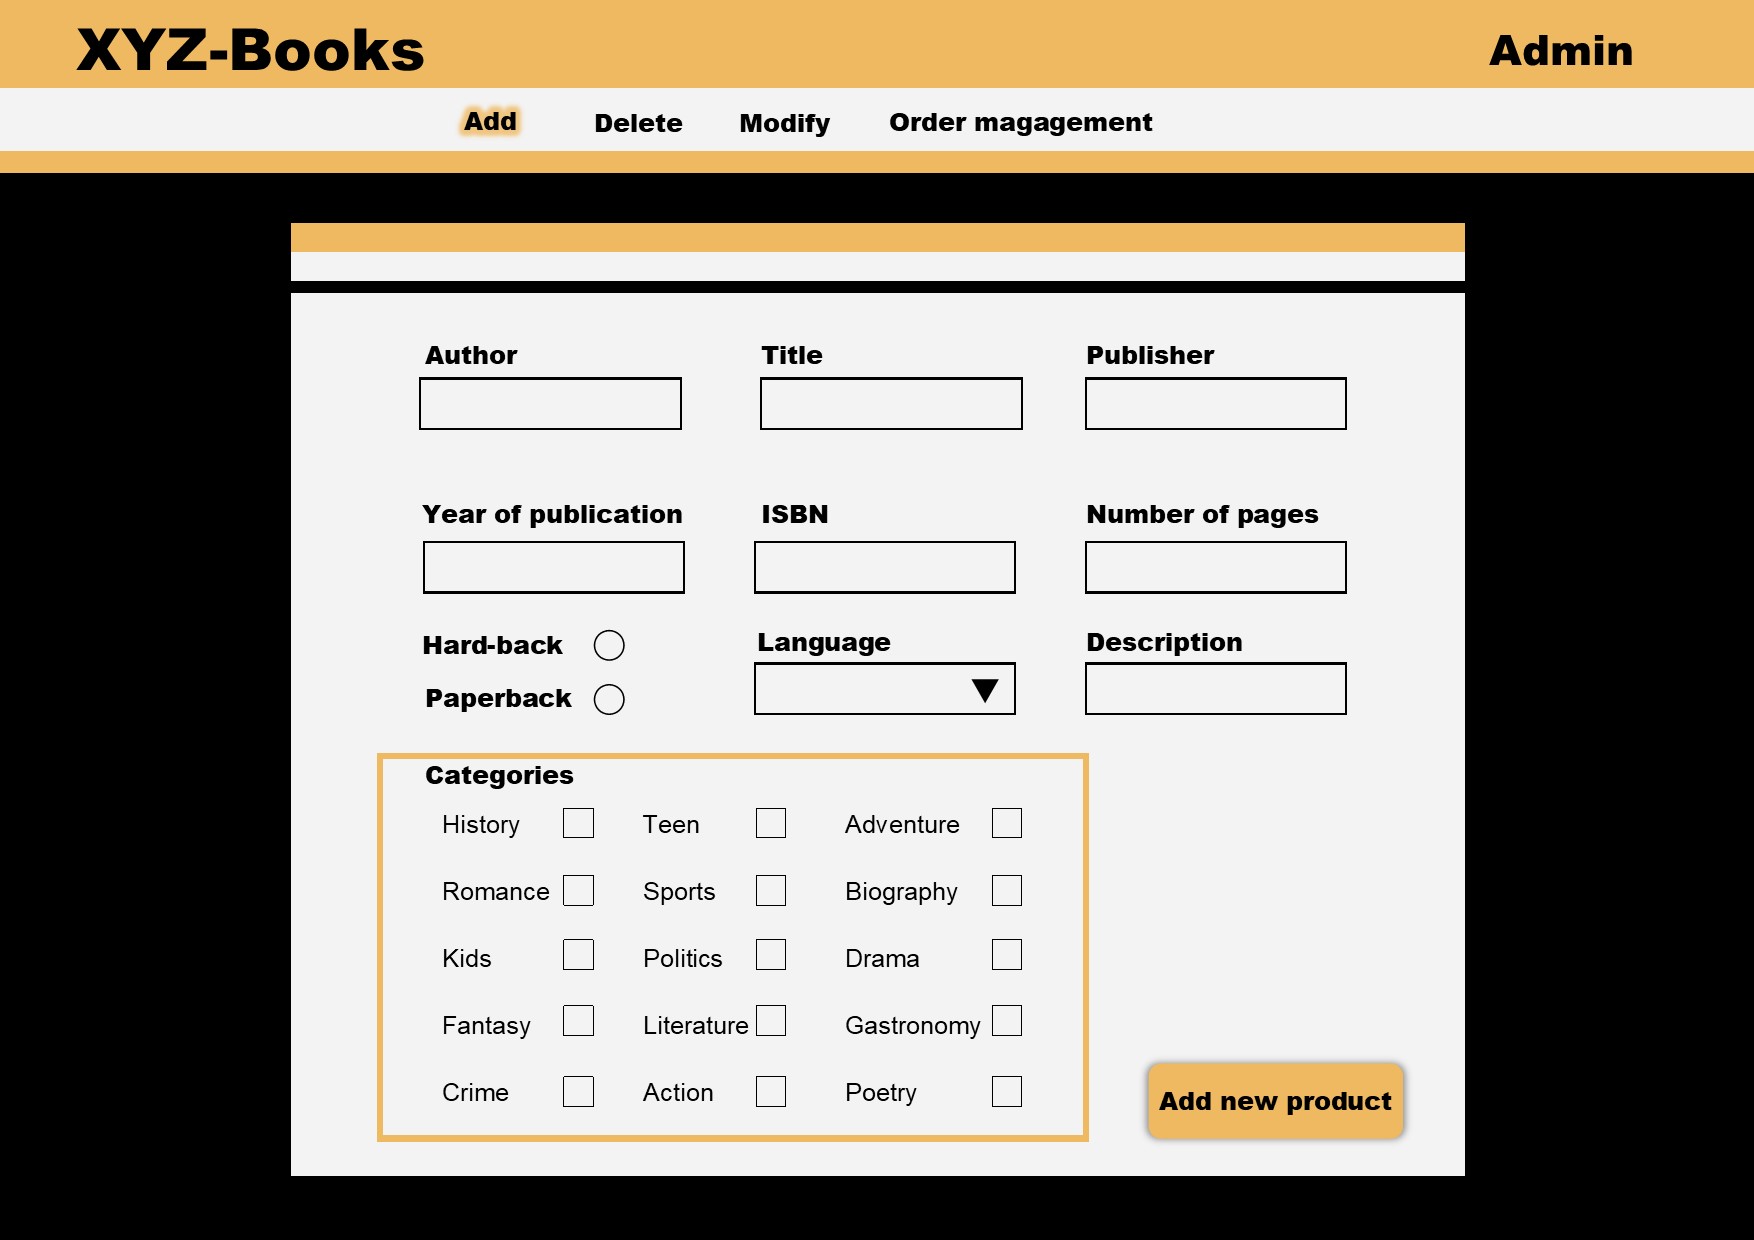 XYZ-Books
Admin
Add Delete Modify Order magagement
Author Title Publisher
Year of publication ISBN Number of pages
Hard-back Language Description
Paperback
Categories
History Teen Adventure
Romance Sports Biography
Kids Politics Drama
Fantasy Literature Gastronomy
Crime Action Poetry
Add new product